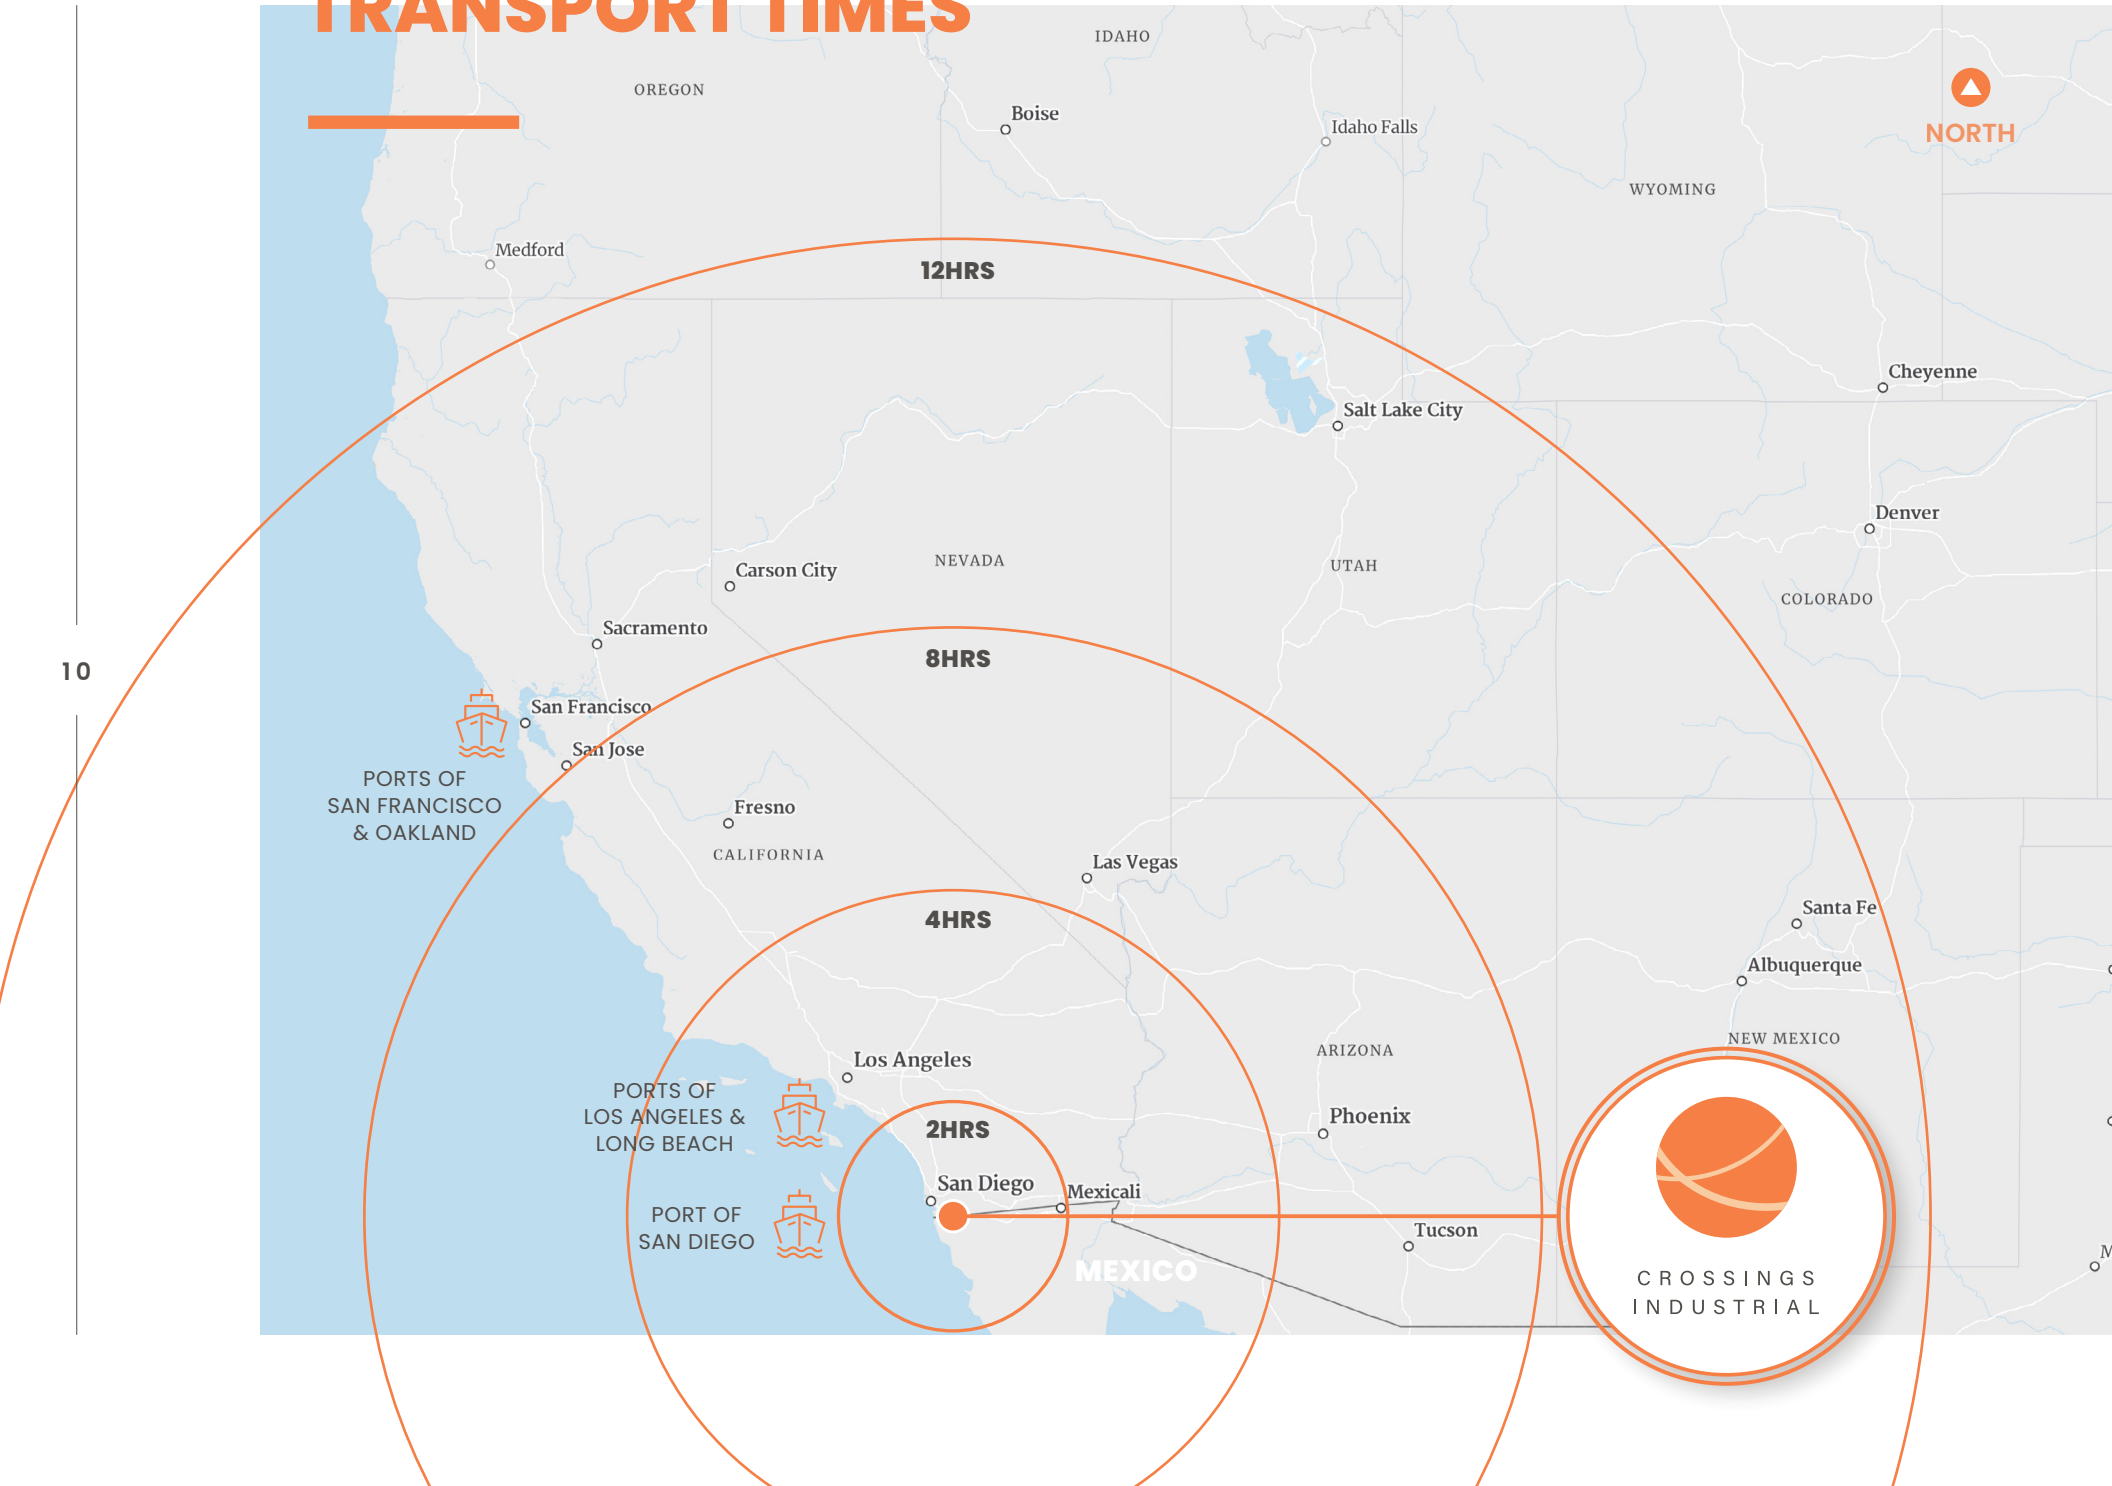 TRANSPORT TIMES
IDAHO
OREGON
Boise
Idaho Falls
NORTH
WYOMING
Medford
12HRS
Cheyenne
Salt Lake City
Denver
NEVADA
UTAH
Carson City
COLORADO
Sacramento
8HRS
10
San Francisco
San Jose
PORTS OF
SAN FRANCISCO
& OAKLAND
Fresno
CALIFORNIA
Las Vegas
Santa Fe
4HRS
Albuquerque
NEW MEXICO
ARIZONA
Los Angeles
PORTS OF
LOS ANGELES &
LONG BEACH
Phoenix
2HRS
San Diego
Mexicali
PORT OF
SAN DIEGO
Tucson
MEXICO
CROSSINGS
INDUSTRIAL